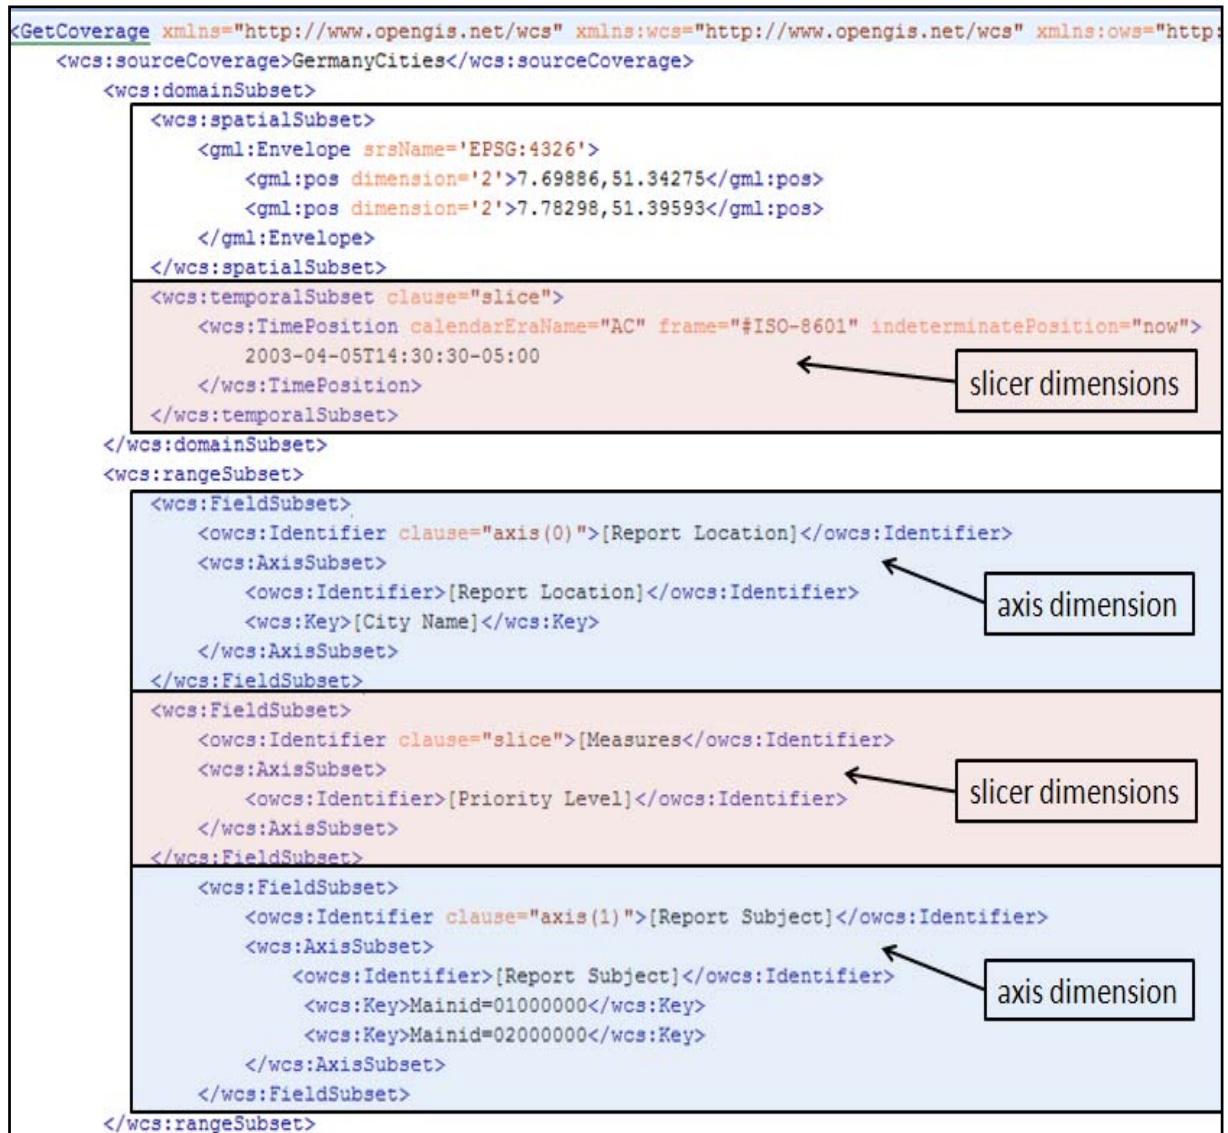 <GetCoverage xmlns="http://www.opengis.net/wcs" xmlns:wcs="http://www.opengis.net/wcs" xmlns:ows="http:
<wcs:sourceCoverage>GermanyCities</wcs:sourceCoverage>
<wcs:domainSubset>
<wcs:spatialSubset>
<gml:Envelope srsName='EPSG:4326'>
<gml:pos dimension='2'>7.69886,51.34275</gml:pos>
<gml:pos dimension='2'>7.78298,51.39593</gml:pos>
</gml:Envelope>
</wcs:spatialSubset>
<wcs:temporalSubset clause="slice">
<wcs:TimePosition calendarEraName="AC" frame="#ISO-8601" indeterminatePosition="now">
2003-04-05T14:30:30-05:00
</wcs:TimePosition>
slicer dimensions
</wcs:temporalSubset>
</wcs:domainSubset>
<wcs:rangeSubset>
<wcs:FieldSubset>
<owcs:Identifier clause="axis(0)">[Report Location]</owcs:Identifier>
<wcs:AxisSubset>
<owcs:Identifier>[Report Location]</owcs:Identifier>
axis dimension
<wcs:Key>[City Name]</wcs:Key>
</wcs:AxisSubset>
</wcs:FieldSubset>
<wcs:FieldSubset>
<owcs:Identifier clause="slice">[Measures</owcs:Identifier>
<wcs:AxisSubset>
<owcs:Identifier>[Priority Level]</owcs:Identifier>
slicer dimensions
</wcs:AxisSubset>
</wcs:FieldSubset>
<wcs:FieldSubset>
<owcs:Identifier clause="axis(1)">[Report Subject]</owcs:Identifier>
<wcs:AxisSubset>
<owcs:Identifier>[Report Subject]</owcs:Identifier>
axis dimension
<wcs:Key>Mainid=01000000</wcs:Key>
<wcs:Key>Mainid=02000000</wcs:Key>
</wcs:AxisSubset>
</wcs:FieldSubset>
</wcs:rangeSubset>